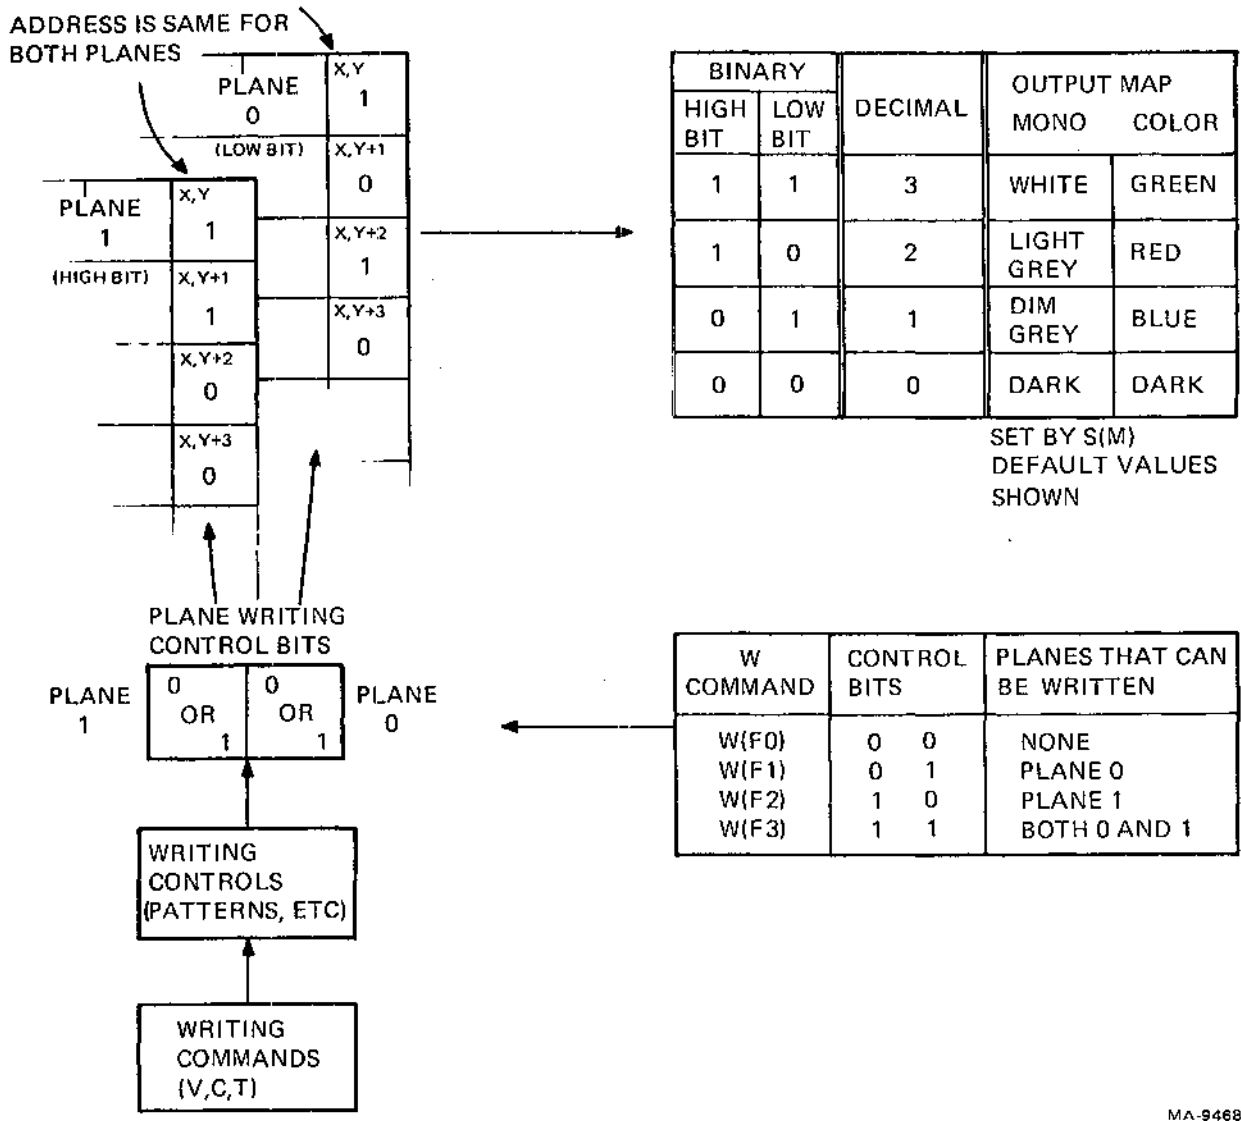 ADDRESS IS SAME FOR
BOTH PLANES
PLANE
0
(LOW BIT)
X,Y
1
X,Y+1
0
X,Y+2
1
X,Y+3
0
PLANE
1
(HIGH BIT)
X,Y
1
X,Y+1
1
X,Y+2
0
X,Y+3
0
BINARY
HIGH BIT LOW BIT DECIMAL OUTPUT MAP
MONO COLOR
1 1 3 WHITE GREEN
1 0 2 LIGHT GREY RED
0 1 1 DIM GREY BLUE
0 0 0 DARK DARK
SET BY S(M)
DEFAULT VALUES
SHOWN
PLANE WRITING
CONTROL BITS
PLANE
1
0
OR
1
0
OR
1
PLANE
0
W COMMAND CONTROL BITS PLANES THAT CAN BE WRITTEN
W(F0) 0 0 NONE
W(F1) 0 1 PLANE 0
W(F2) 1 0 PLANE 1
W(F3) 1 1 BOTH 0 AND 1
WRITING
CONTROLS
(PATTERNS, ETC)
WRITING
COMMANDS
(V,C,T)
MA-9468